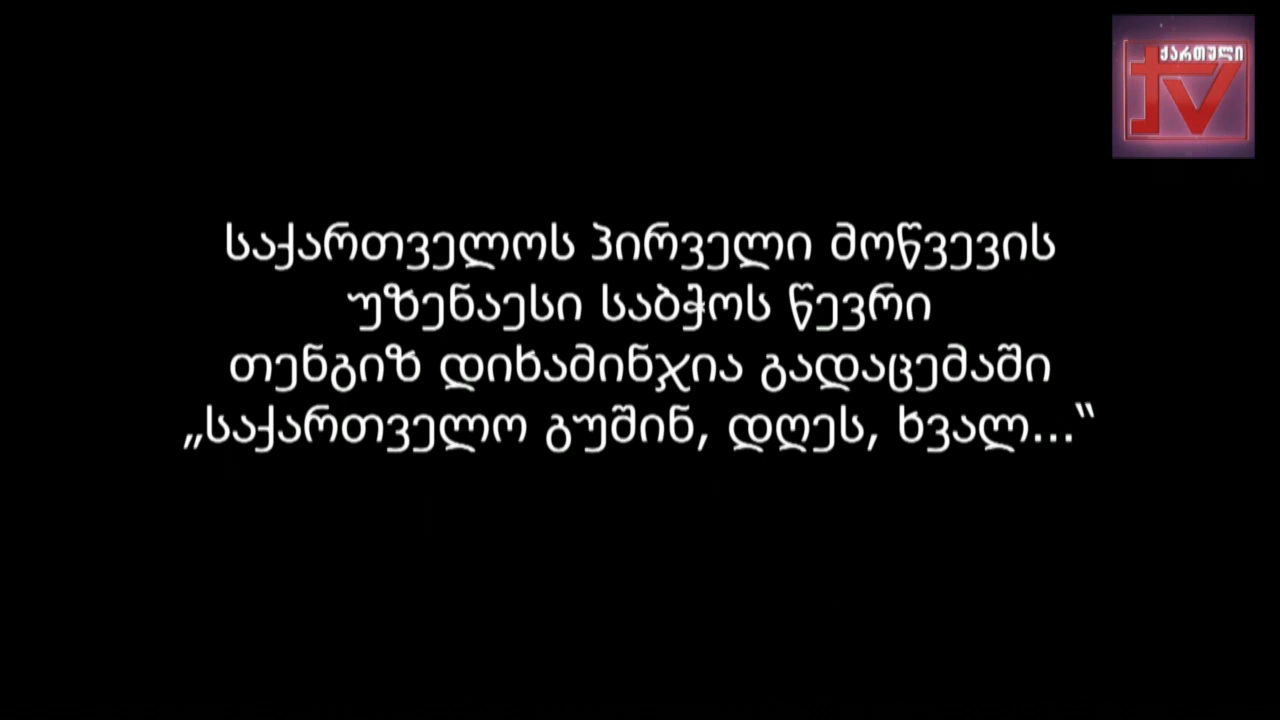 ქართული
TV
საქართველოს პირველი მოწვევის
უზენაესი საბჭოს წევრი
თენგიზ დიხამინჯია გადაცემაში
„საქართველო გუშინ, დღეს, ხვალ...“